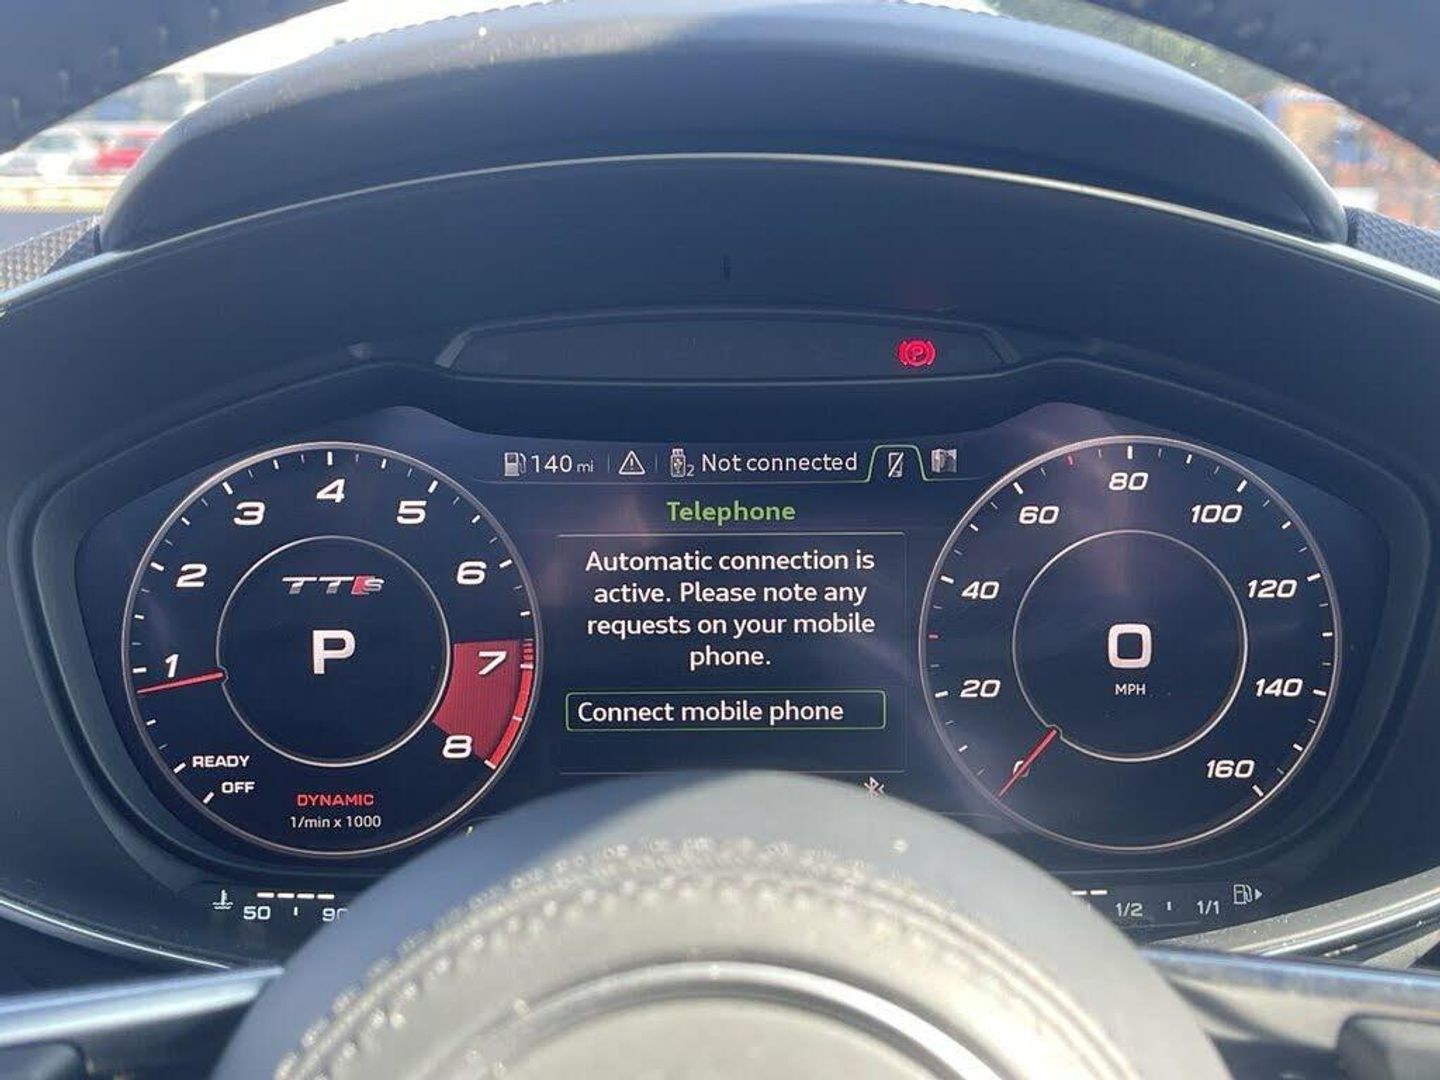 P
140 mi
2 Not connected
Telephone
Automatic connection is
active. Please note any
requests on your mobile
phone.
Connect mobile phone
1
2
3
4
5
6
7
8
TTS
P
READY
OFF
DYNAMIC
1/min x 1000
20
40
60
80
100
120
140
160
0
MPH
50
90
1/2
1/1